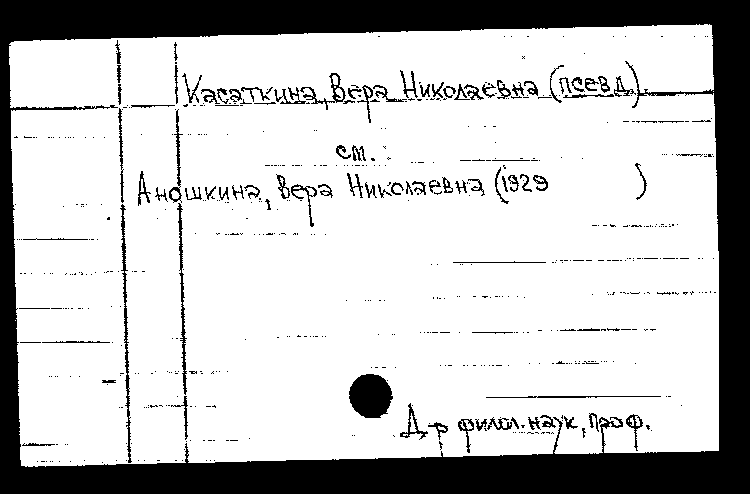 Касаткина, Вера Николаевна (псевд).
см.:
Аношкина, Вера Николаевна (1929 )
Д-р филол. наук, проф.